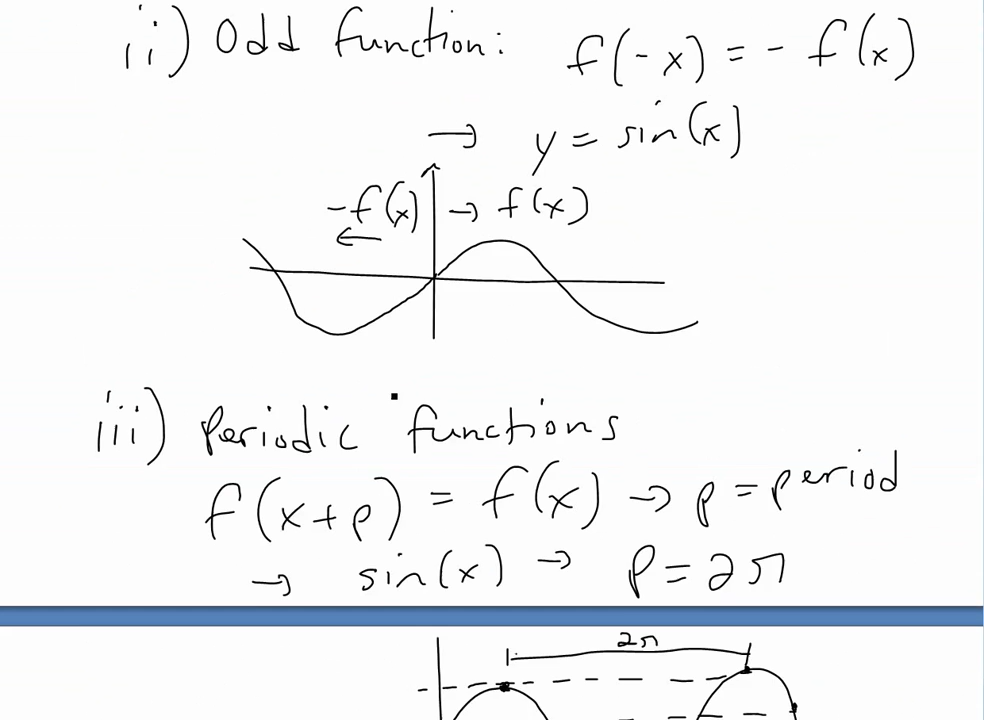 ii) Odd function: f(-x) = - f(x)
→ y = sin(x)
-f(x) → f(x)
←
iii) Periodic functions
f(x+p) = f(x) → p = period
→ sin(x) → p = 2π
2π